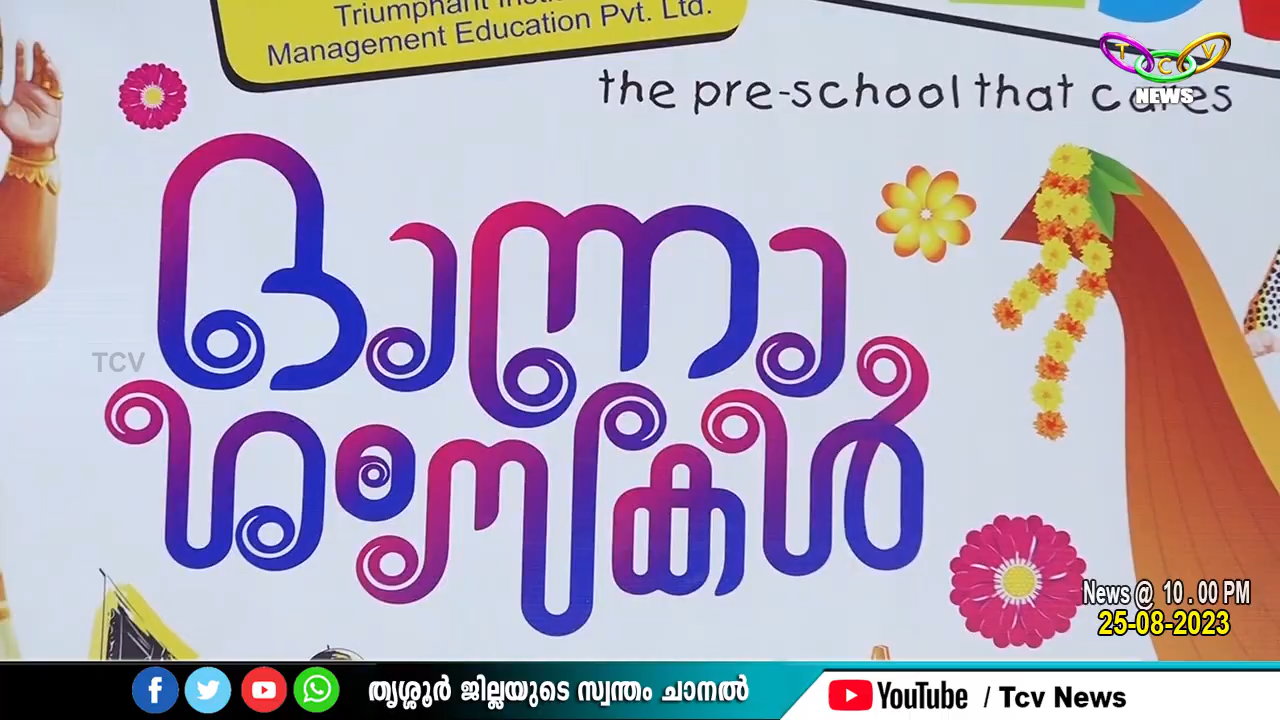 Triumphant Insti
Management Education Pvt. Ltd.
the pre-school that cares
TCV
NEWS
ഓണാ
ശംസകൾ
TCV
News @ 10.00 PM
25-08-2023
തൃശ്ശൂർ ജില്ലയുടെ സ്വന്തം ചാനൽ
YouTube / Tcv News